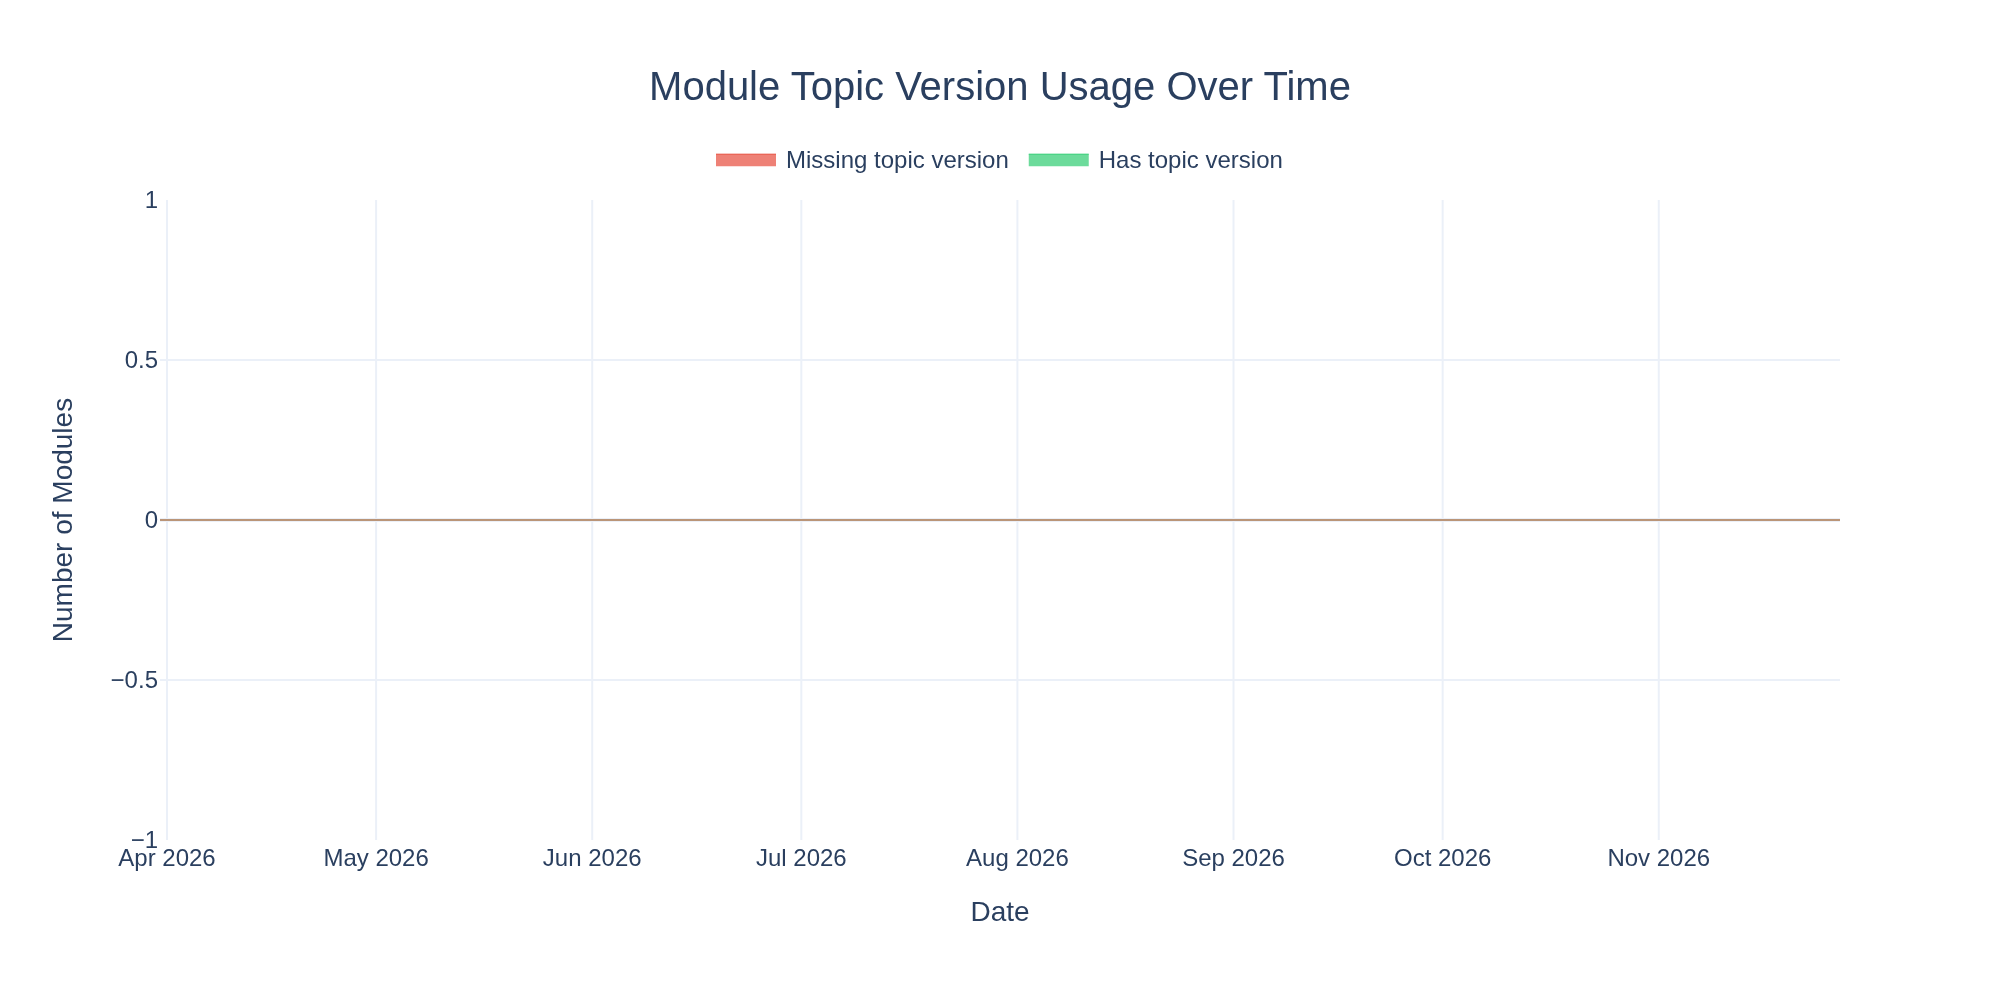 Module Topic Version Usage Over Time
Missing topic version
Has topic version
Number of Modules
1
0.5
0
−0.5
−1
Apr 2026
May 2026
Jun 2026
Jul 2026
Aug 2026
Sep 2026
Oct 2026
Nov 2026
Date